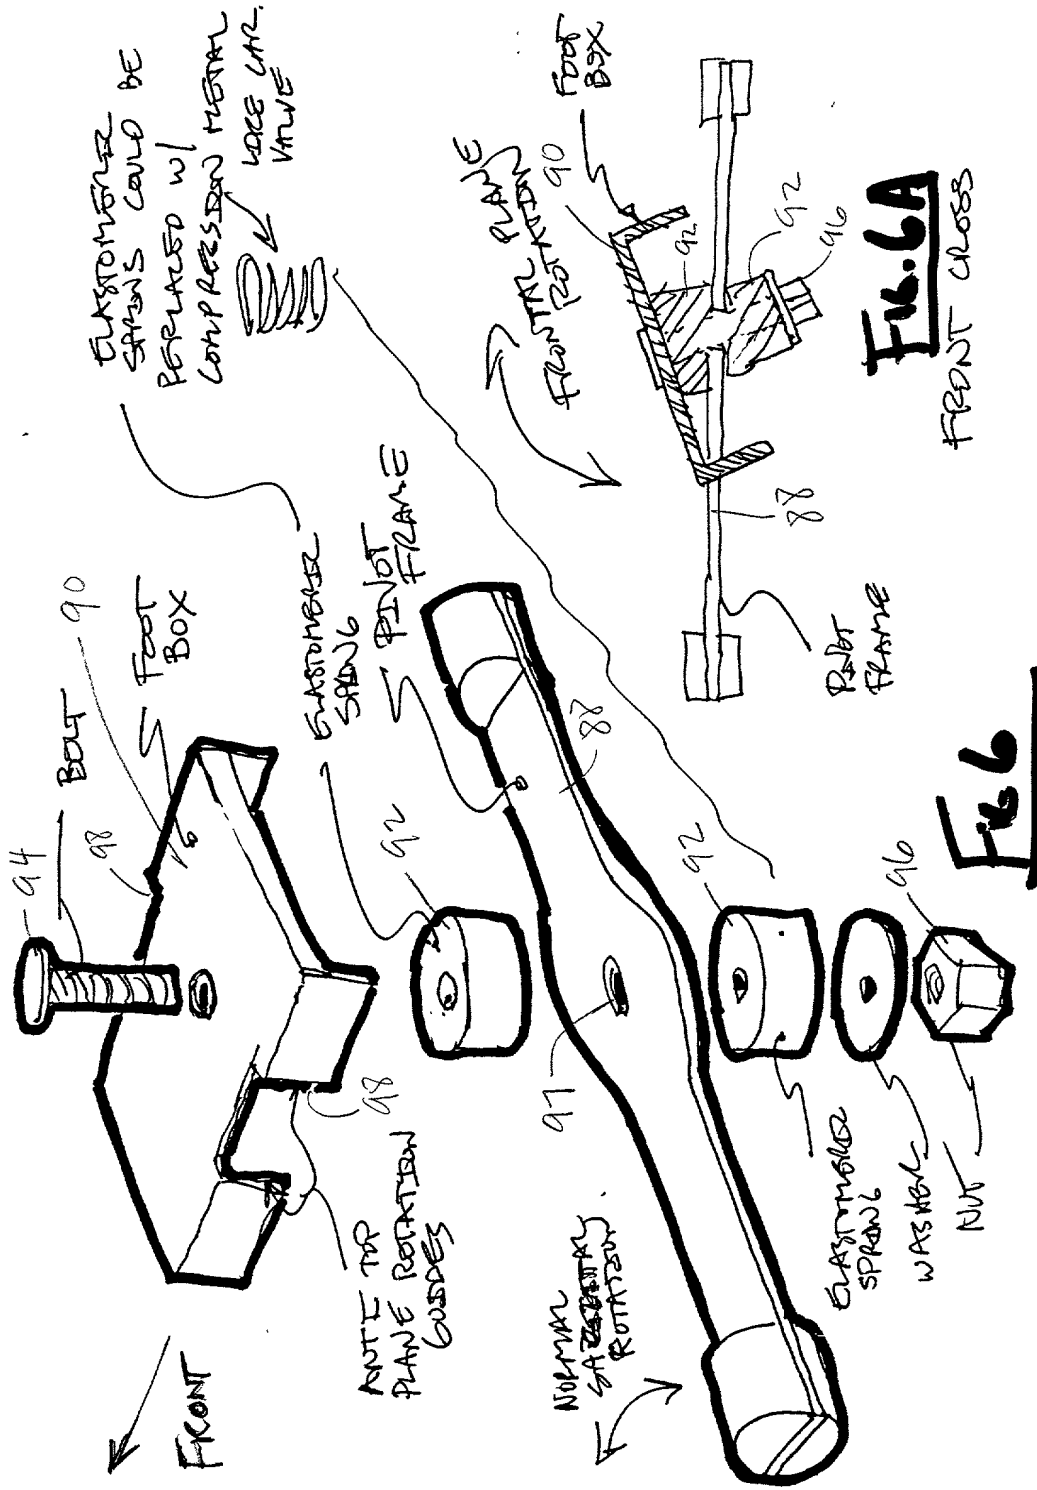 94
BOLT
98
90
FOOT
BOX
FRONT
98
ANTI TOP
PLANE ROTATION
GUIDES
ELASTOMERIC
SPRING
92
ELASTOMERIC
SPRINGS COULD BE
REPLACED W/
COMPRESSION METAL
LIKE CAR.
VALVE
PIVOT
FRAME
88
97
NORMAL
SAGITTAL
ROTATION
92
ELASTOMERIC
SPRING
WASHER
96
NUT
FIG 6
FRONTAL PLANE
FRONT ROTATION
90
FOOT
BOX
92
92
96
88
PIVOT
FRAME
FIG. 6A
FRONT CROSS